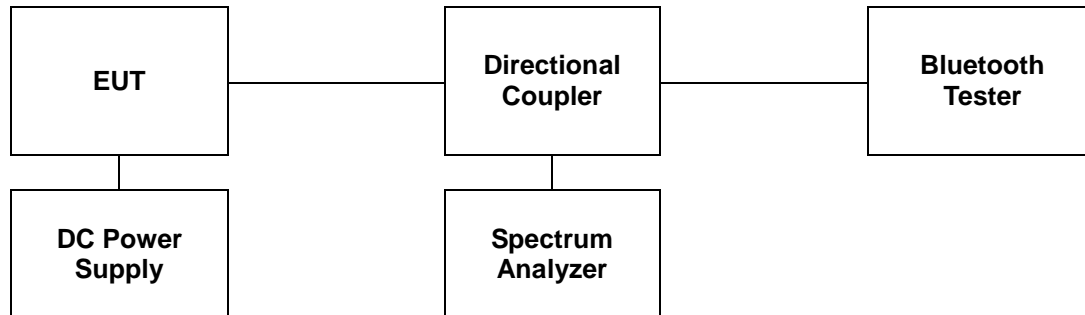 EUT
Directional
Coupler
Bluetooth
Tester
DC Power
Supply
Spectrum
Analyzer